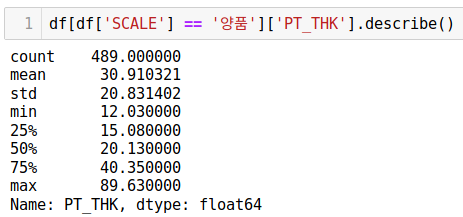 1 df[df['SCALE'] == '양품']['PT_THK'].describe()
count 489.000000
mean 30.910321
std 20.831402
min 12.030000
25% 15.080000
50% 20.130000
75% 40.350000
max 89.630000
Name: PT_THK, dtype: float64